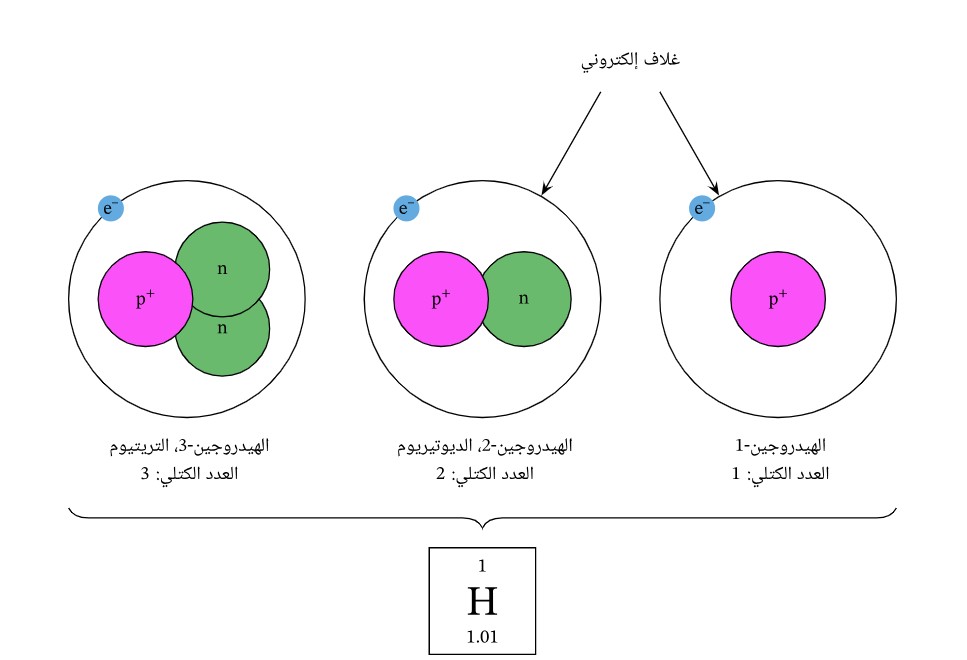 غلاف إلكتروني
e⁻
p⁺
e⁻
p⁺
n
e⁻
p⁺
n
n
الهيدروجين-1
العدد الكتلي: 1
الهيدروجين-2، الديوتيريوم
العدد الكتلي: 2
الهيدروجين-3، التريتيوم
العدد الكتلي: 3
1
H
1.01